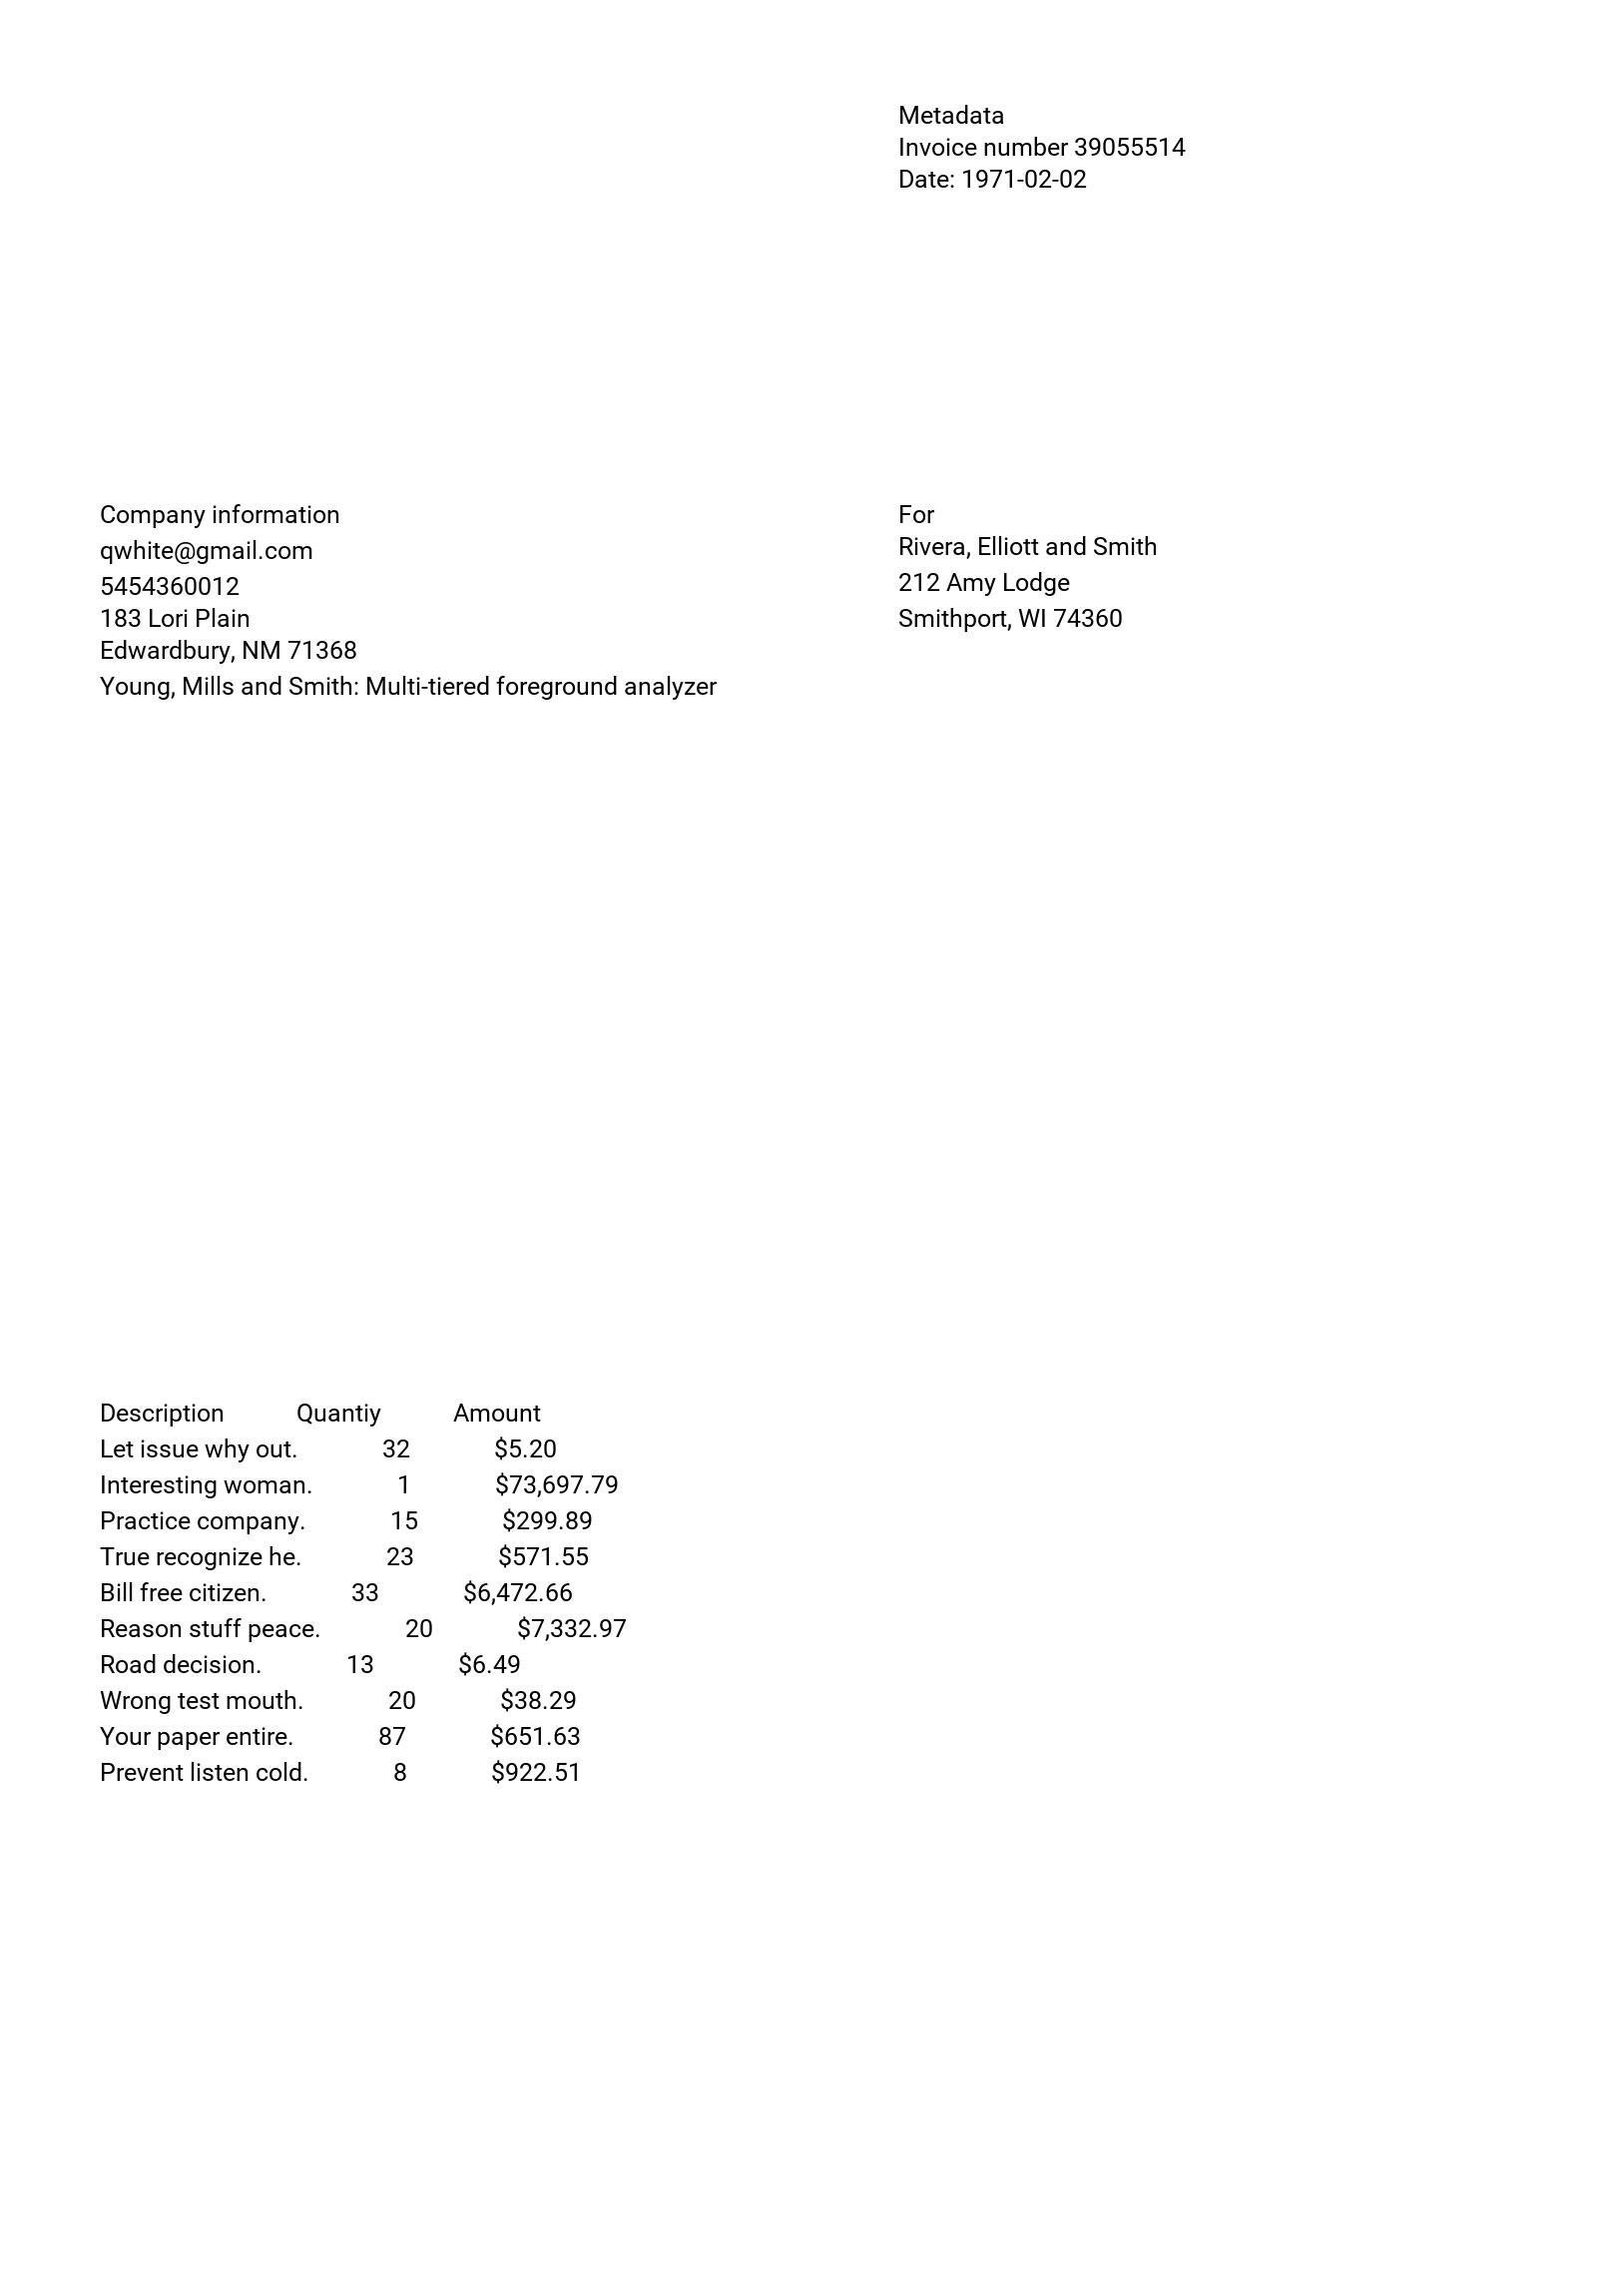 Metadata
Invoice number 39055514
Date: 1971-02-02
Company information
qwhite@gmail.com
5454360012
183 Lori Plain
Edwardbury, NM 71368
Young, Mills and Smith: Multi-tiered foreground analyzer
For
Rivera, Elliott and Smith
212 Amy Lodge
Smithport, WI 74360
Description Quantiy Amount
Let issue why out. 32 $5.20
Interesting woman. 1 $73,697.79
Practice company. 15 $299.89
True recognize he. 23 $571.55
Bill free citizen. 33 $6,472.66
Reason stuff peace. 20 $7,332.97
Road decision. 13 $6.49
Wrong test mouth. 20 $38.29
Your paper entire. 87 $651.63
Prevent listen cold. 8 $922.51